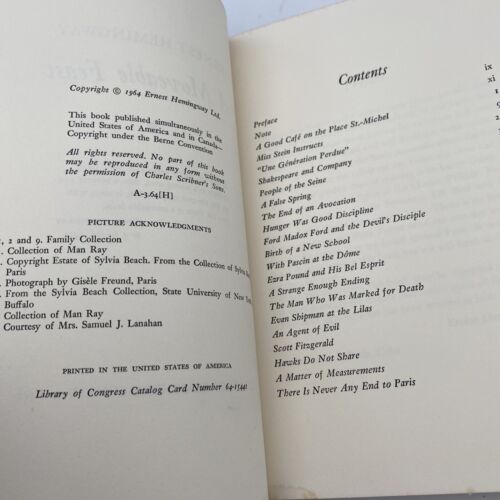 Copyright © 1964 Ernest Hemingway Ltd.
This book published simultaneously in the
United States of America and in Canada—
Copyright under the Berne Convention
All rights reserved. No part of this book
may be reproduced in any form without
the permission of Charles Scribner's Sons.
A-3.64[H]
PICTURE ACKNOWLEDGMENTS
, 2 and 9. Family Collection
. Collection of Man Ray
. Copyright Estate of Sylvia Beach. From the Collection of Sylvia
Paris
. Photograph by Gisèle Freund, Paris
. From the Sylvia Beach Collection, State University of New
Buffalo
Collection of Man Ray
Courtesy of Mrs. Samuel J. Lanahan
PRINTED IN THE UNITED STATES OF AMERICA
Library of Congress Catalog Card Number 64-15441
Contents
Preface ix
Note xi
A Good Café on the Place St.-Michel
Miss Stein Instructs
"Une Génération Perdue"
Shakespeare and Company
People of the Seine
A False Spring
The End of an Avocation
Hunger Was Good Discipline
Ford Madox Ford and the Devil's Disciple
Birth of a New School
With Pascin at the Dôme
Ezra Pound and His Bel Esprit
A Strange Enough Ending
The Man Who Was Marked for Death
Evan Shipman at the Lilas
An Agent of Evil
Scott Fitzgerald
Hawks Do Not Share
A Matter of Measurements
There Is Never Any End to Paris